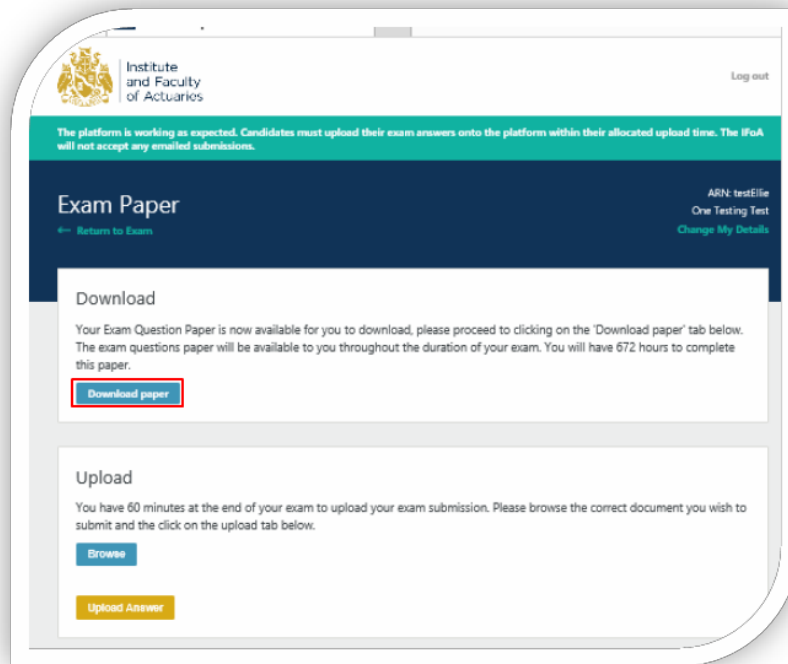 Institute
and Faculty
of Actuaries
Log out
The platform is working as expected. Candidates must upload their exam answers onto the platform within their allocated upload time. The IFoA
will not accept any emailed submissions.
Exam Paper
← Return to Exam
ARN: testEllie
One Testing Test
Change My Details
Download
Your Exam Question Paper is now available for you to download, please proceed to clicking on the 'Download paper' tab below.
The exam questions paper will be available to you throughout the duration of your exam. You will have 672 hours to complete
this paper.
Download paper
Upload
You have 60 minutes at the end of your exam to upload your exam submission. Please browse the correct document you wish to
submit and the click on the upload tab below.
Browse
Upload Answer